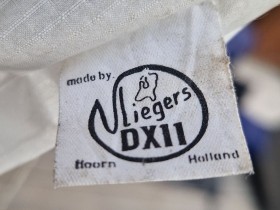 made by.
Vliegers
DX11
Hoorn Holland